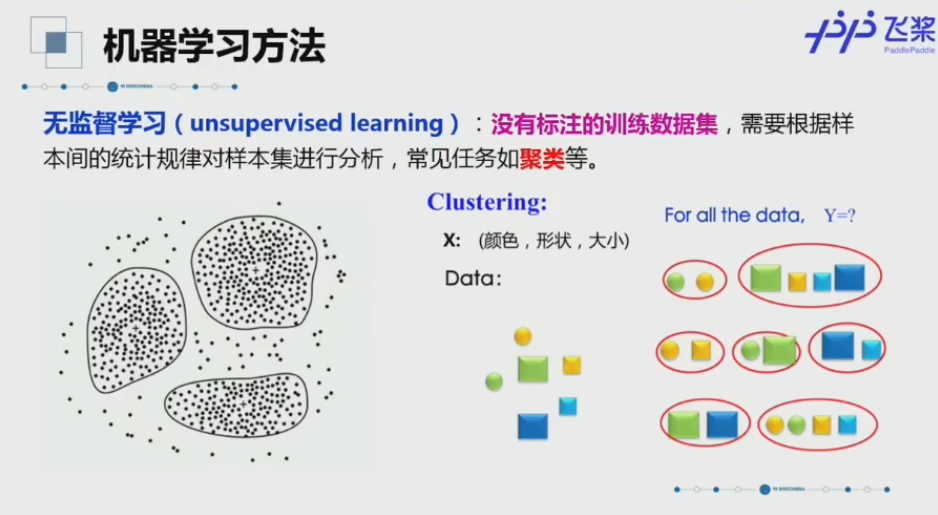 机器学习方法
飞桨
PaddlePaddle
无监督学习（unsupervised learning）：没有标注的训练数据集，需要根据样
本间的统计规律对样本集进行分析，常见任务如聚类等。
Clustering:
X: (颜色，形状，大小)
Data:
For all the data, Y=?